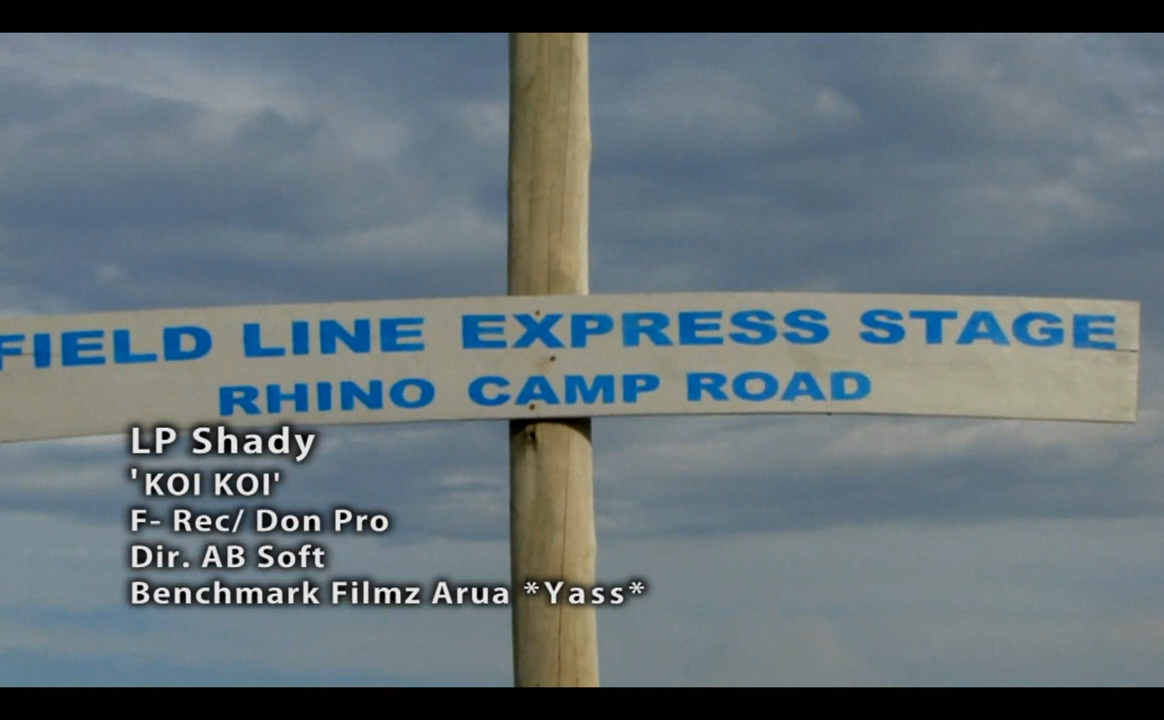 FIELD LINE EXPRESS STAGE
RHINO CAMP ROAD
LP Shady
'KOI KOI'
F- Rec/ Don Pro
Dir. AB Soft
Benchmark Filmz Arua *Yass*